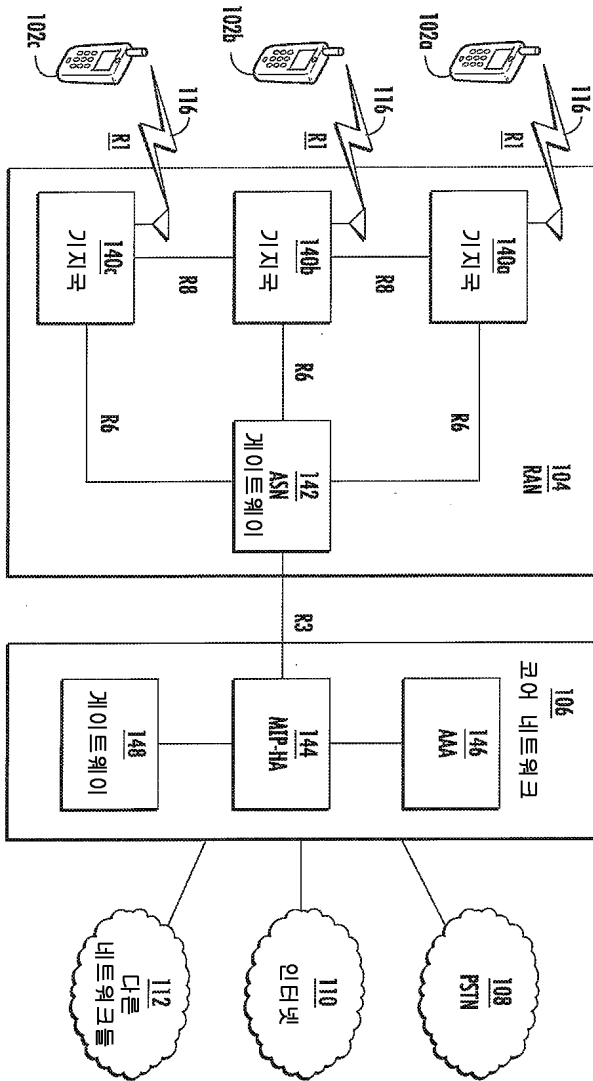 108
PSTN
110
인터넷
112
다른
네트워크들
106
코어 네트워크
146
AAA
144
MIP-HA
148
게이트웨이
R3
104
RAN
142
ASN
게이트웨이
R6
R6
R6
140a
기지국
R8
140b
기지국
R8
140c
기지국
116
R1
116
R1
116
R1
102a
102b
102c